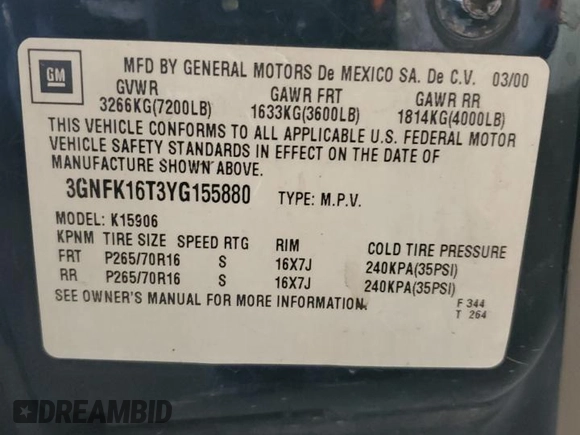 GM
MFD BY GENERAL MOTORS De MEXICO SA. De C.V. 03/00
GVWR GAWR FRT GAWR RR
3266KG(7200LB) 1633KG(3600LB) 1814KG(4000LB)
THIS VEHICLE CONFORMS TO ALL APPLICABLE U.S. FEDERAL MOTOR
VEHICLE SAFETY STANDARDS IN EFFECT ON THE DATE OF
MANUFACTURE SHOWN ABOVE.
3GNFK16T3YG155880 TYPE: M.P.V.
MODEL: K15906
KPNM TIRE SIZE SPEED RTG RIM COLD TIRE PRESSURE
FRT P265/70R16 S 16X7J 240KPA(35PSI)
RR P265/70R16 S 16X7J 240KPA(35PSI)
SEE OWNER'S MANUAL FOR MORE INFORMATION.
F 344
T 264
DREAMBID